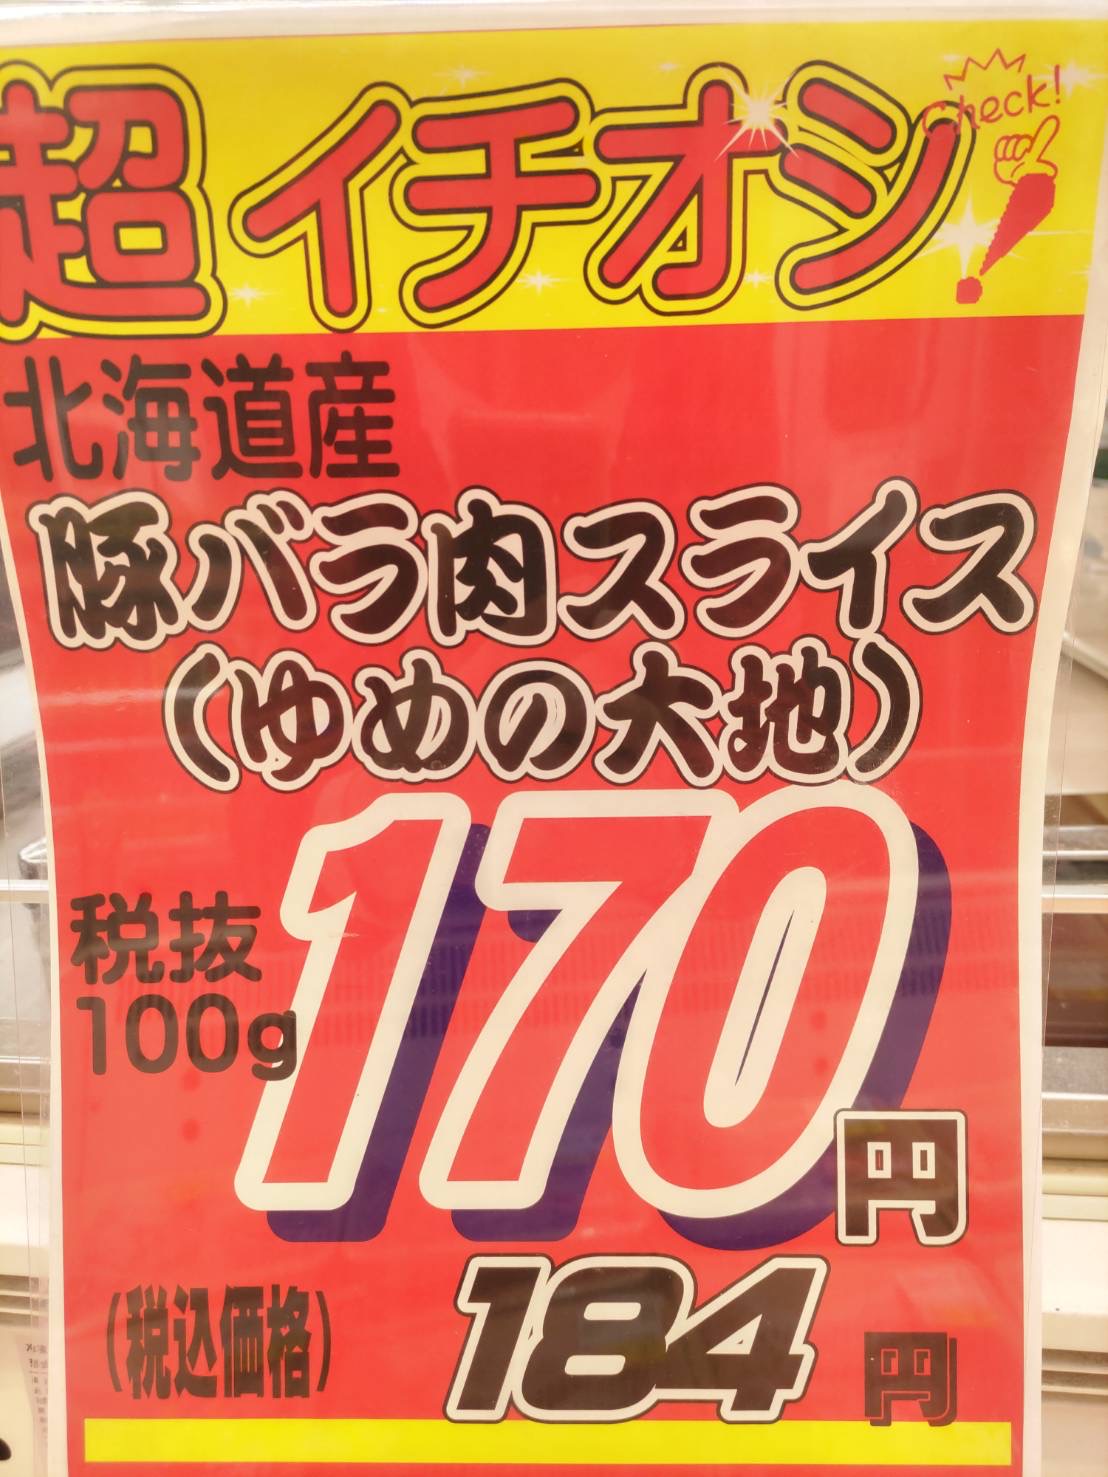 超イチオシ
Check!
北海道産
豚バラ肉スライス
(ゆめの大地)
税抜
100g
170円
(税込価格)
184円